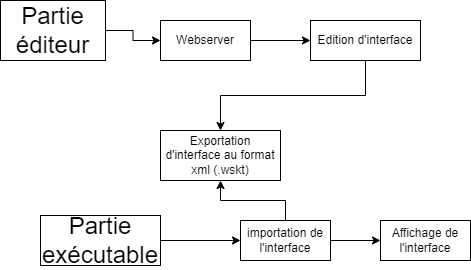 Partie
éditeur
Webserver
Edition d'interface
Exportation
d'interface au format
xml (.wskt)
Partie
exécutable
importation de
l'interface
Affichage de
l'interface